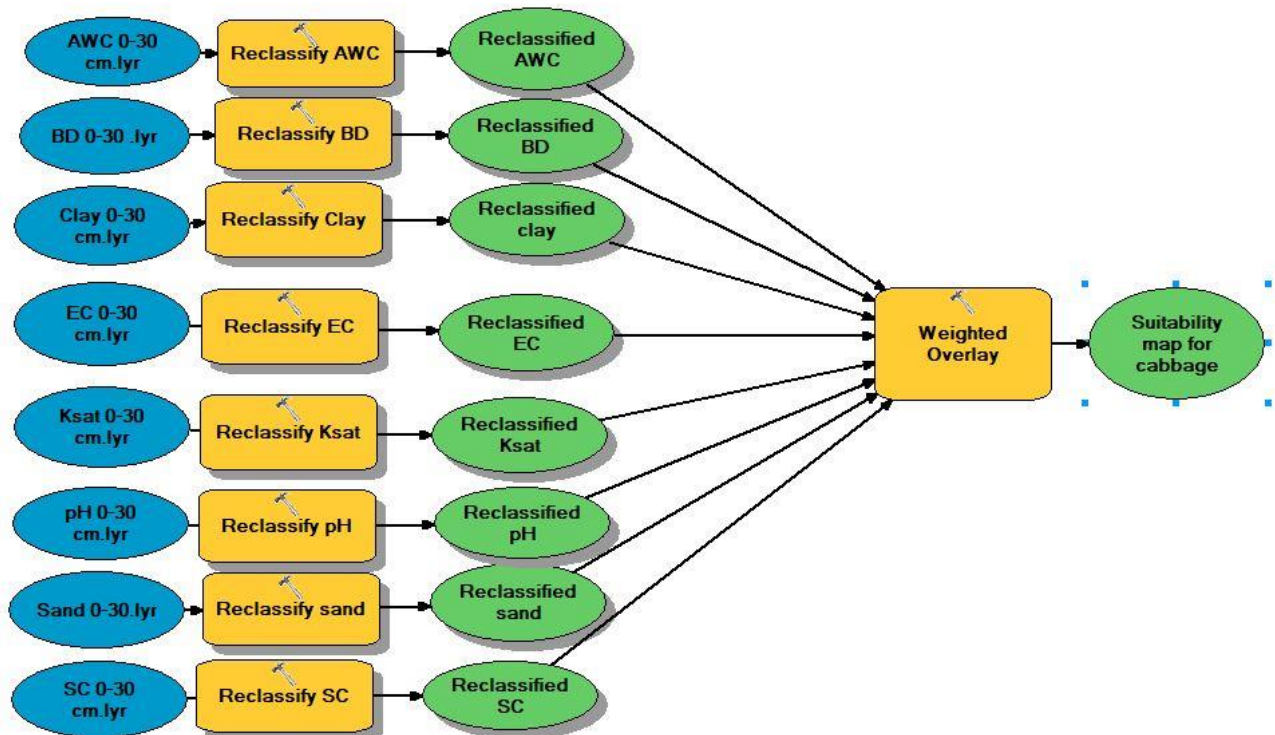 AWC 0-30
cm.lyr
Reclassify AWC
Reclassified
AWC
BD 0-30 .lyr
Reclassify BD
Reclassified
BD
Clay 0-30
cm.lyr
Reclassify Clay
Reclassified
clay
EC 0-30
cm.lyr
Reclassify EC
Reclassified
EC
Weighted
Overlay
Suitability
map for
cabbage
Ksat 0-30
cm.lyr
Reclassify Ksat
Reclassified
Ksat
pH 0-30
cm.lyr
Reclassify pH
Reclassified
pH
Sand 0-30.lyr
Reclassify sand
Reclassified
sand
SC 0-30
cm.lyr
Reclassify SC
Reclassified
SC